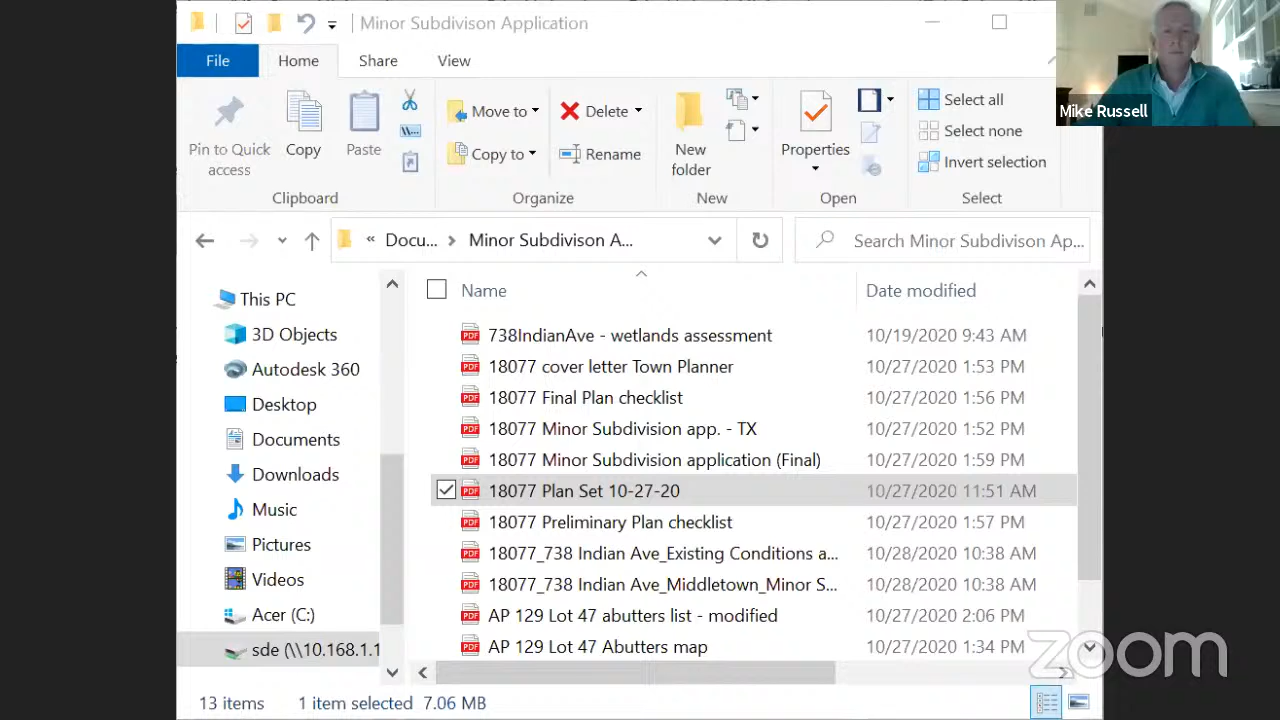 Minor Subdivison Application
File Home Share View
Pin to Quick access
Copy
Paste
Move to
Copy to
Delete
Rename
New folder
Properties
Select all
Select none
Invert selection
Clipboard Organize New Open Select
« Docu... > Minor Subdivison A...
Search Minor Subdivison Ap...
Mike Russell
This PC
3D Objects
Autodesk 360
Desktop
Documents
Downloads
Music
Pictures
Videos
Acer (C:)
sde (\\10.168.1.1
Name Date modified
738IndianAve - wetlands assessment 10/19/2020 9:43 AM
18077 cover letter Town Planner 10/27/2020 1:53 PM
18077 Final Plan checklist 10/27/2020 1:56 PM
18077 Minor Subdivision app. - TX 10/27/2020 1:52 PM
18077 Minor Subdivision application (Final) 10/27/2020 1:59 PM
18077 Plan Set 10-27-20 10/27/2020 11:51 AM
18077 Preliminary Plan checklist 10/27/2020 1:57 PM
18077_738 Indian Ave_Existing Conditions a... 10/28/2020 10:38 AM
18077_738 Indian Ave_Middletown_Minor S... 10/28/2020 10:38 AM
AP 129 Lot 47 abutters list - modified 10/27/2020 2:06 PM
AP 129 Lot 47 Abutters map 10/27/2020 1:34 PM
13 items 1 item selected 7.06 MB
zoom